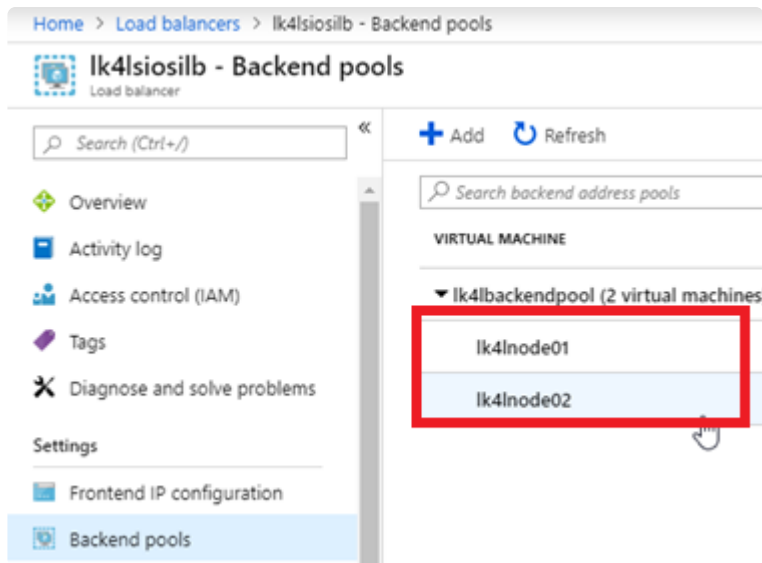 Home > Load balancers > lk4lsiosilb - Backend pools
lk4lsiosilb - Backend pools
Load balancer
Search (Ctrl+/)
«
Add
Refresh
Overview
Activity log
Access control (IAM)
Tags
Diagnose and solve problems
Settings
Frontend IP configuration
Backend pools
Search backend address pools
VIRTUAL MACHINE
lk4lbackendpool (2 virtual machines
lk4lnode01
lk4lnode02